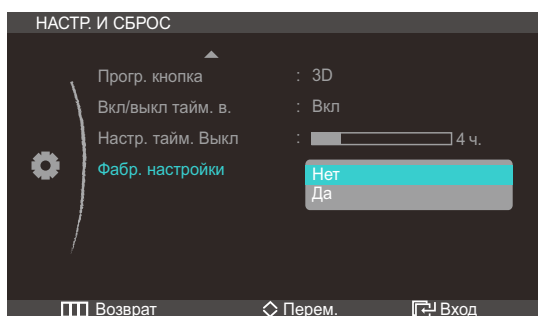 НАСТР. И СБРОС
Прогр. кнопка : 3D
Вкл/выкл тайм. в. : Вкл
Настр. тайм. Выкл : 4 ч.
Фабр. настройки Нет
Да
Возврат Перем. Вход